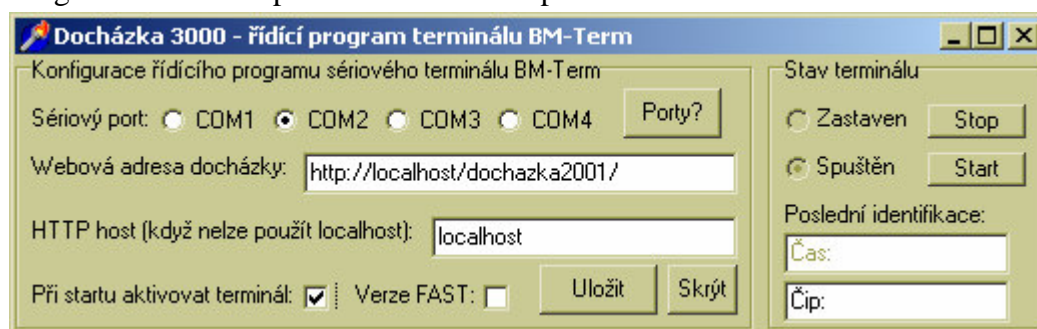 Docházka 3000 - řídící program terminálu BM-Term
Konfigurace řídícího programu sériového terminálu BM-Term
Sériový port: COM1 COM2 COM3 COM4 Porty?
Webová adresa docházky: http://localhost/dochazka2001/
HTTP host (když nelze použít localhost): localhost
Při startu aktivovat terminál: Verze FAST: Uložit Skrýt
Stav terminálu
Zastaven Stop
Spuštěn Start
Poslední identifikace:
Čas:
Čip: